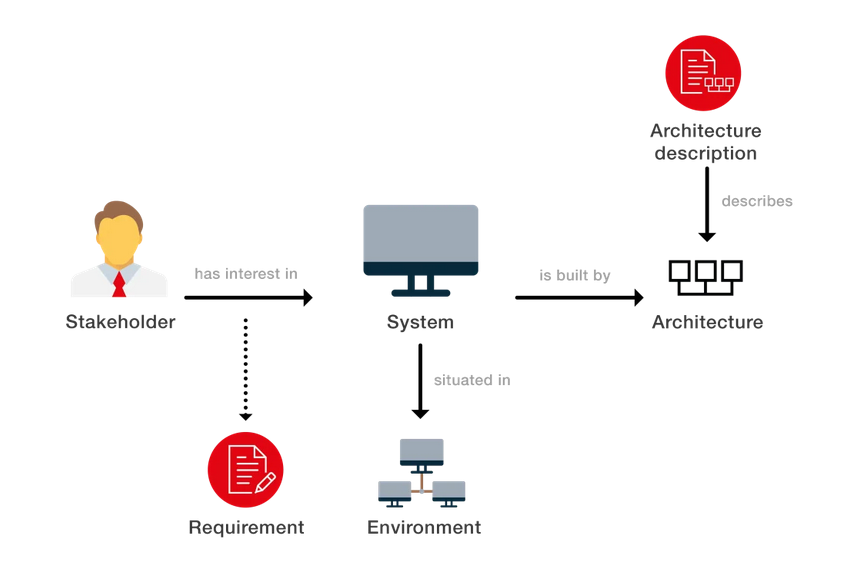 Architecture
description
describes
has interest in
is built by
Stakeholder
System
Architecture
situated in
Requirement
Environment